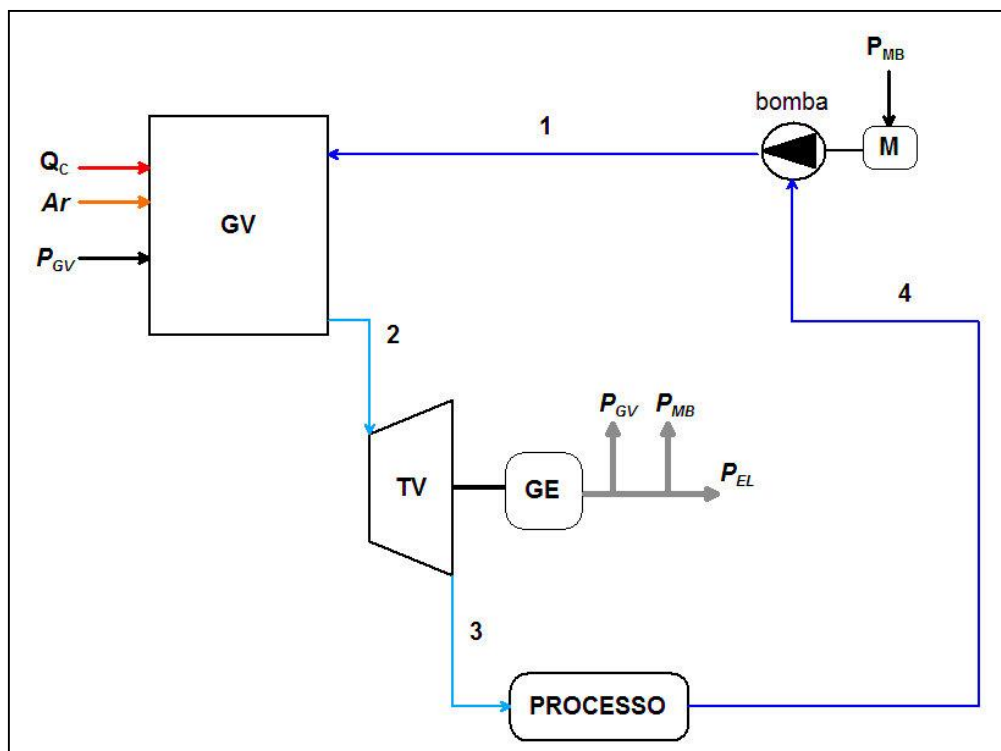 P_MB
bomba
1
M
Q_C
Ar
P_GV
GV
4
2
P_GV P_MB
P_EL
TV
GE
3
PROCESSO